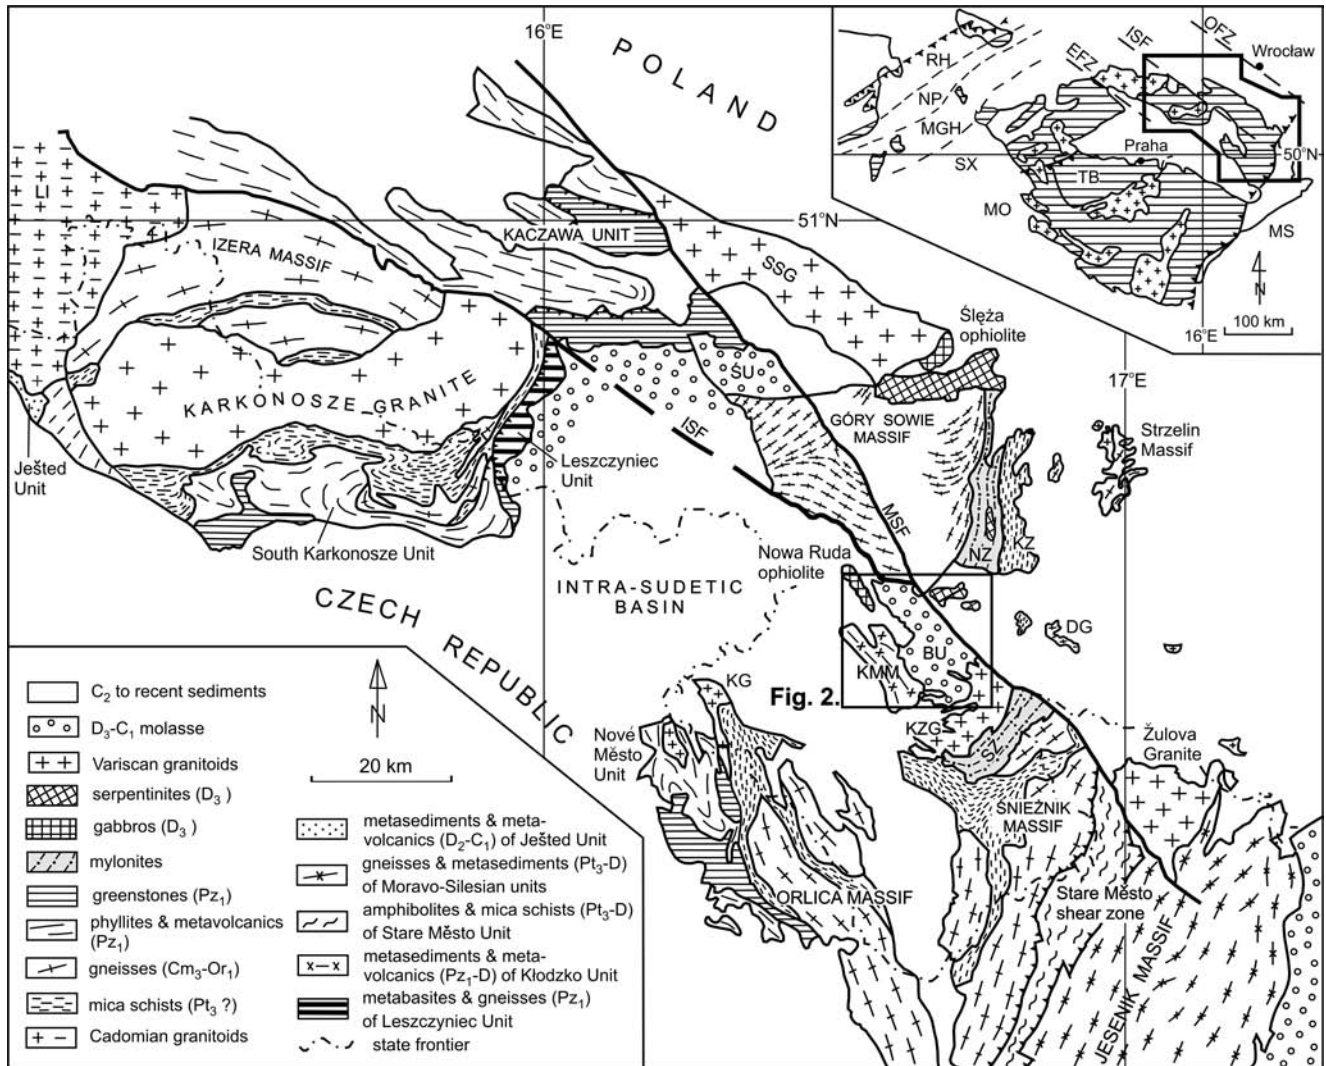 16°E
POLAND
RH
NP
MGH
SX
EFZ
ISF
OFZ
Wrocław
Praha
50°N
TB
MO
MS
N
16°E
100 km
LI
IZERA MASSIF
KACZAWA UNIT
51°N
SSG
Ślęża
ophiolite
17°E
KARKONOSZE GRANITE
ŚU
ISF
GÓRY SOWIE
MASSIF
Strzelin
Massif
Ješted
Unit
Leszczyniec
Unit
MSF
NZ
South Karkonosze Unit
Nowa Ruda
ophiolite
INTRA-SUDETIC
BASIN
CZECH REPUBLIC
DG
BU
KMM
Fig. 2.
KG
KZG
SZ
Nové
Město
Unit
Žulova
Granite
ŚNIEŻNIK
MASSIF
ORLICA MASSIF
Stare Město
shear zone
JESENIK MASSIF
N
20 km
C2 to recent sediments
D3-C1 molasse
Variscan granitoids
serpentinites (D3 )
gabbros (D3 )
mylonites
greenstones (Pz1)
phyllites & metavolcanics
(Pz1)
gneisses (Cm3-Or1)
mica schists (Pt3 ?)
Cadomian granitoids
metasediments & meta-
volcanics (D2-C1) of Ješted Unit
gneisses & metasediments (Pt3-D)
of Moravo-Silesian units
amphibolites & mica schists (Pt3-D)
of Stare Město Unit
metasediments & meta-
volcanics (Pz1-D) of Kłodzko Unit
metabasites & gneisses (Pz1)
of Leszczyniec Unit
state frontier